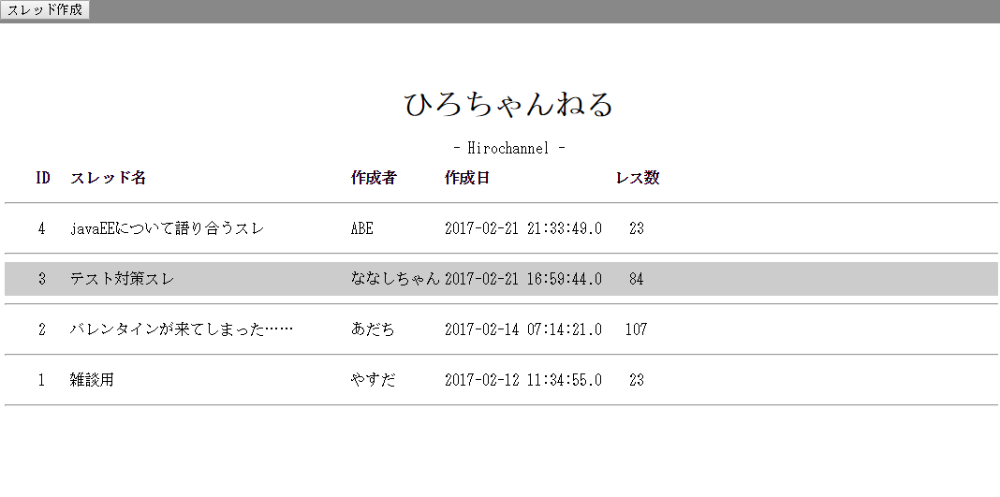 スレッド作成
ひろちゃんねる
- Hirochannel -
ID スレッド名 作成者 作成日 レス数
4 javaEEについて語り合うスレ ABE 2017-02-21 21:33:49.0 23
3 テスト対策スレ ななしちゃん 2017-02-21 16:59:44.0 84
2 バレンタインが来てしまった…… あだち 2017-02-14 07:14:21.0 107
1 雑談用 やすだ 2017-02-12 11:34:55.0 23